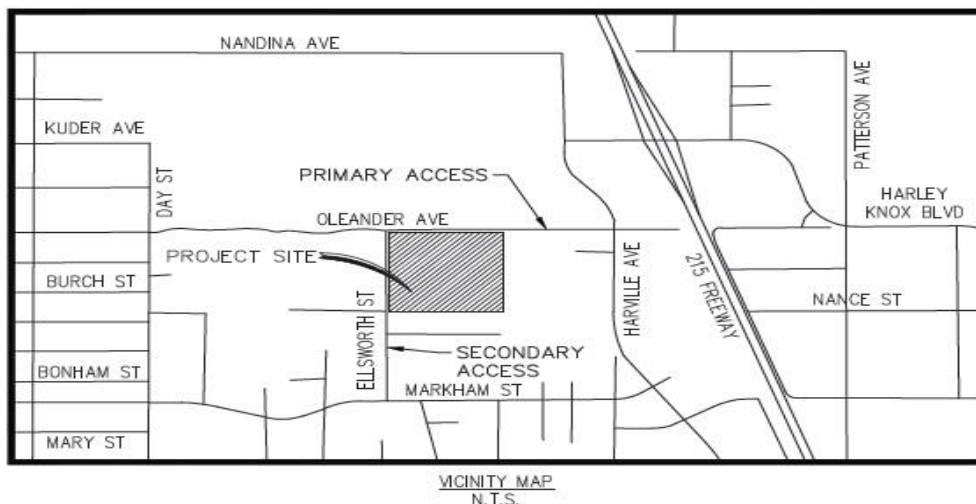 NANDINA AVE
KUDER AVE
DAY ST
PATTERSON AVE
PRIMARY ACCESS
OLEANDER AVE
HARLEY
KNOX BLVD
PROJECT SITE
BURCH ST
ELLSWORTH ST
HARVILLE AVE
215 FREEWAY
NANCE ST
SECONDARY
ACCESS
BONHAM ST
MARKHAM ST
MARY ST
VICINITY MAP
N.T.S.